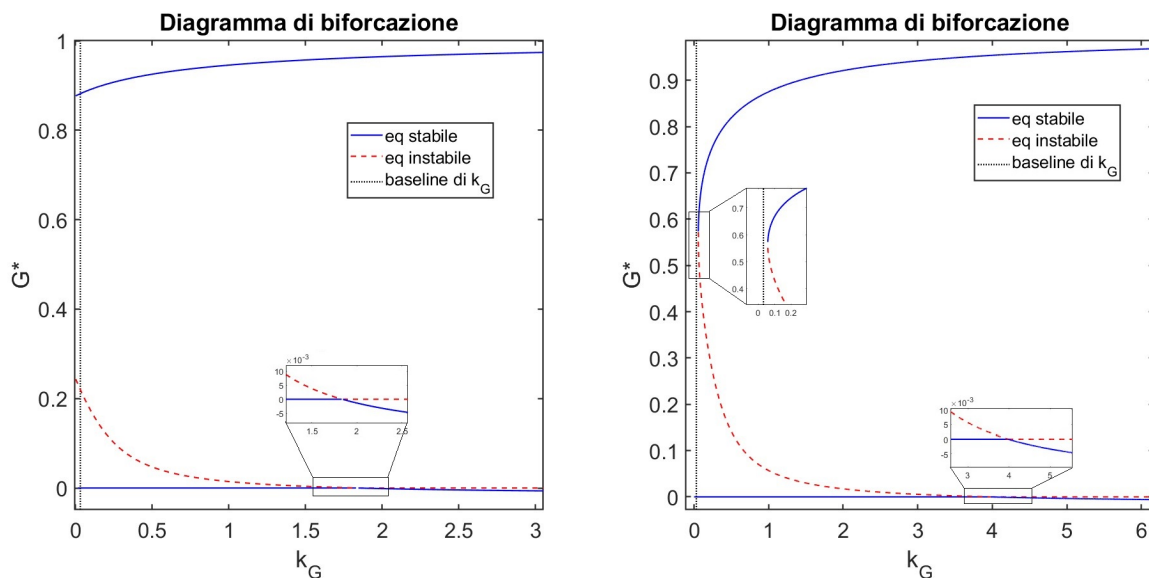 Diagramma di biforcazione
1
0.8
0.6
0.4
0.2
0
G*
0 0.5 1 1.5 2 2.5 3
k_G
eq stabile
eq instabile
baseline di k_G
×10^-3
10
5
0
-5
1.5 2 2.5
Diagramma di biforcazione
0.9
0.8
0.7
0.6
0.5
0.4
0.3
0.2
0.1
0
G*
0 1 2 3 4 5 6
k_G
eq stabile
eq instabile
baseline di k_G
0.7
0.6
0.5
0.4
0 0.1 0.2
×10^-3
10
5
0
-5
3 4 5